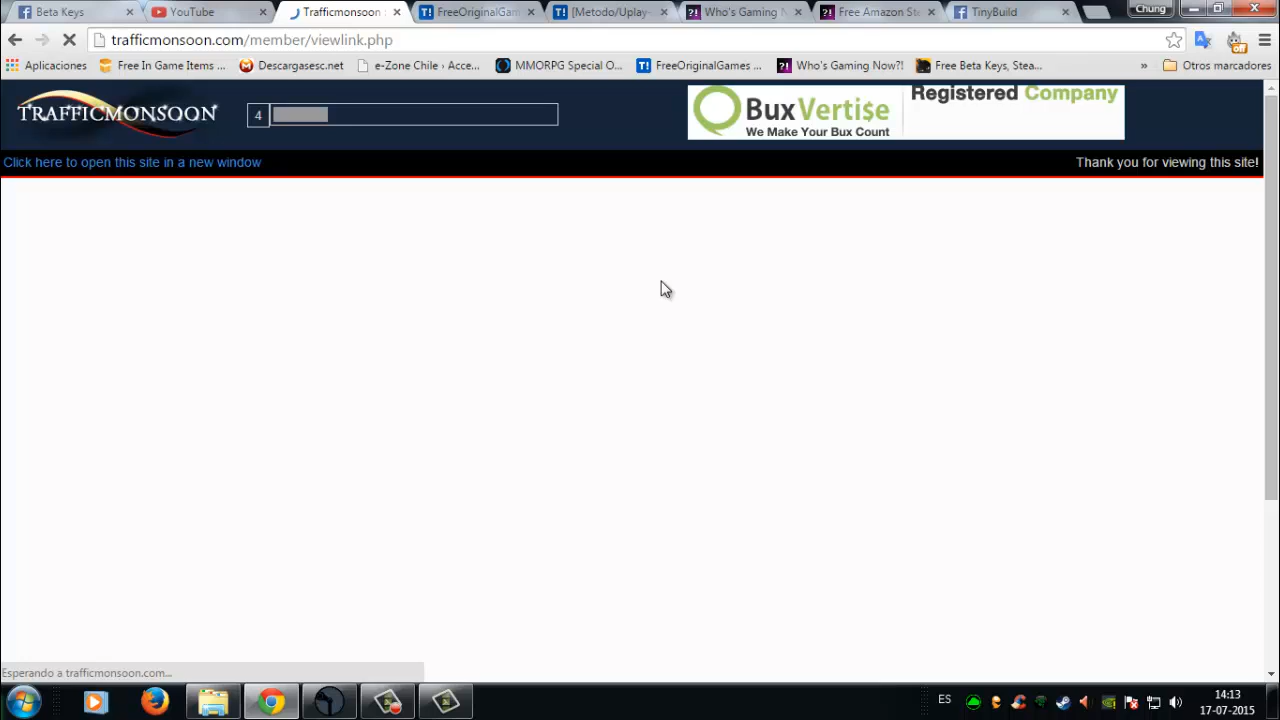 Beta Keys YouTube Trafficmonsoon : FreeOriginalGam [Metodo/Uplay- Who's Gaming N Free Amazon Ste TinyBuild Chung
trafficmonsoon.com/member/viewlink.php
Aplicaciones Free In Game Items ... Descargasesc.net e-Zone Chile › Acce... MMORPG Special O... FreeOriginalGames ... Who's Gaming Now?! Free Beta Keys, Stea... » Otros marcadores
off
TRAFFICMONSOON 4 BuxVerti$e Registered Company
We Make Your Bux Count
Click here to open this site in a new window Thank you for viewing this site!
Esperando a trafficmonsoon.com...
ES 14:13
17-07-2015